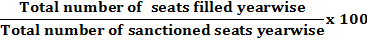 Total number of  seats filled yearwise
Total number of sanctioned seats yearwise x 100